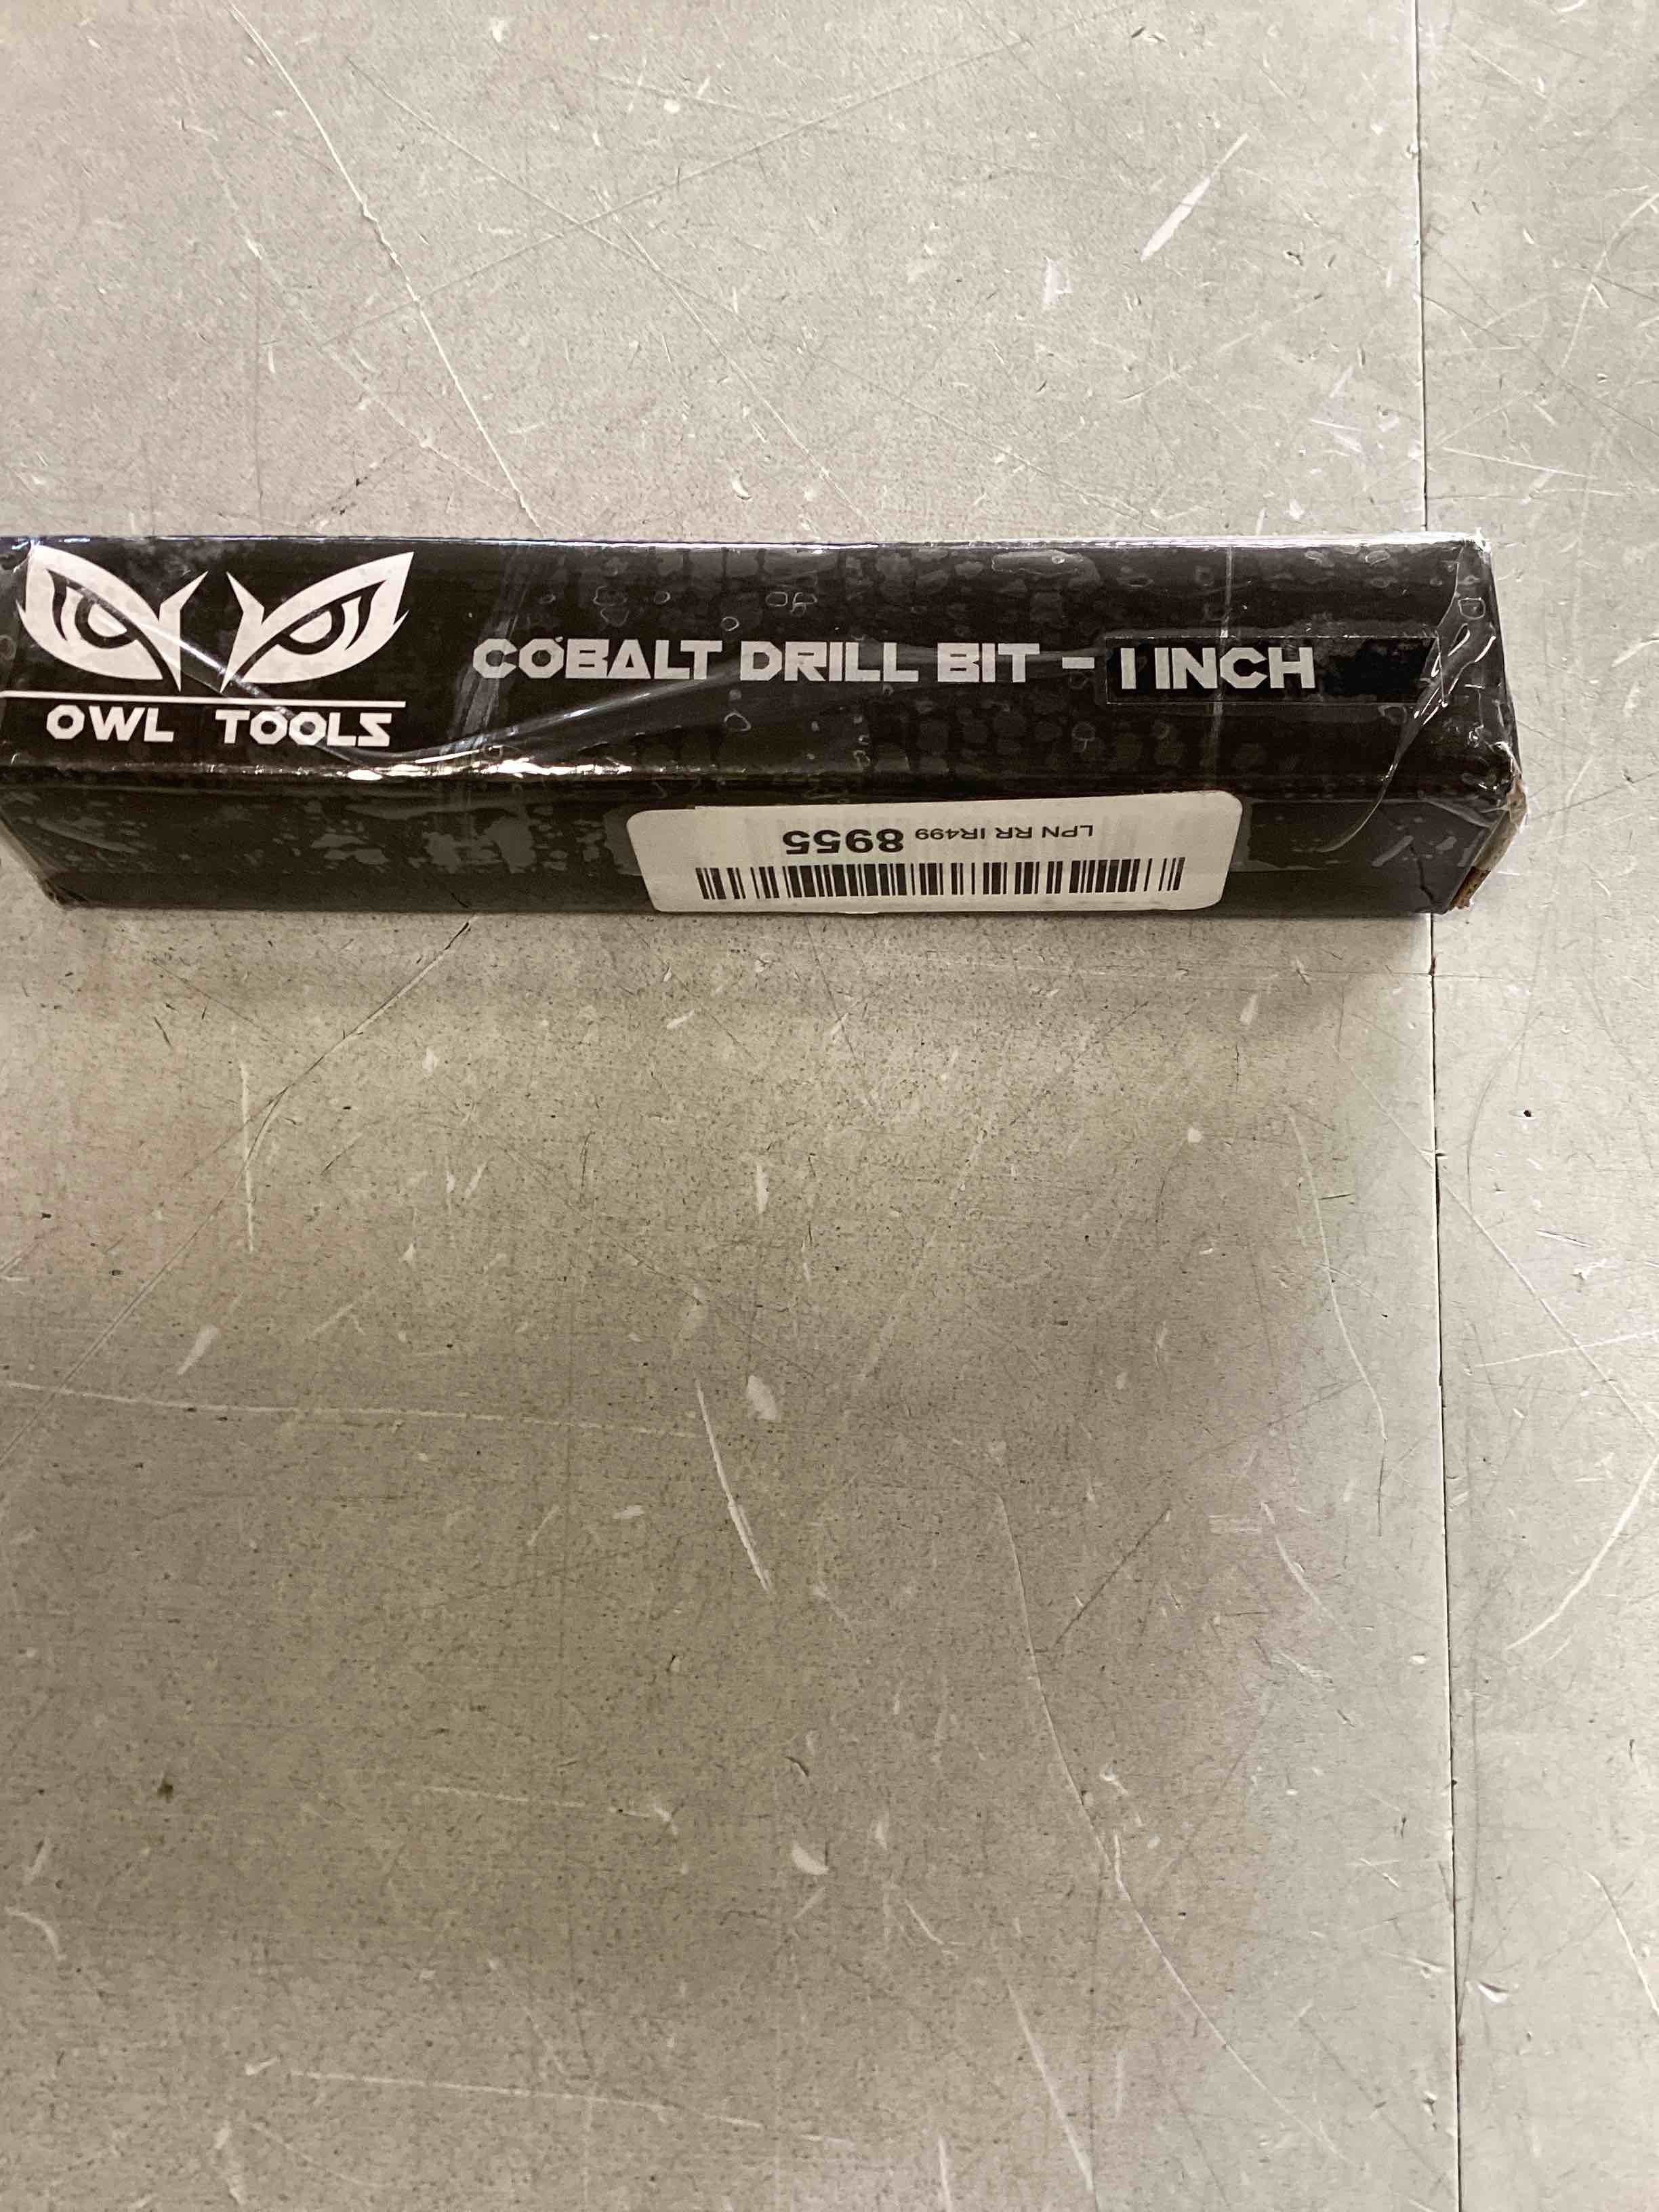 COBALT DRILL BIT - 1 INCH
OWL TOOLS
LPN RR IR499 8955